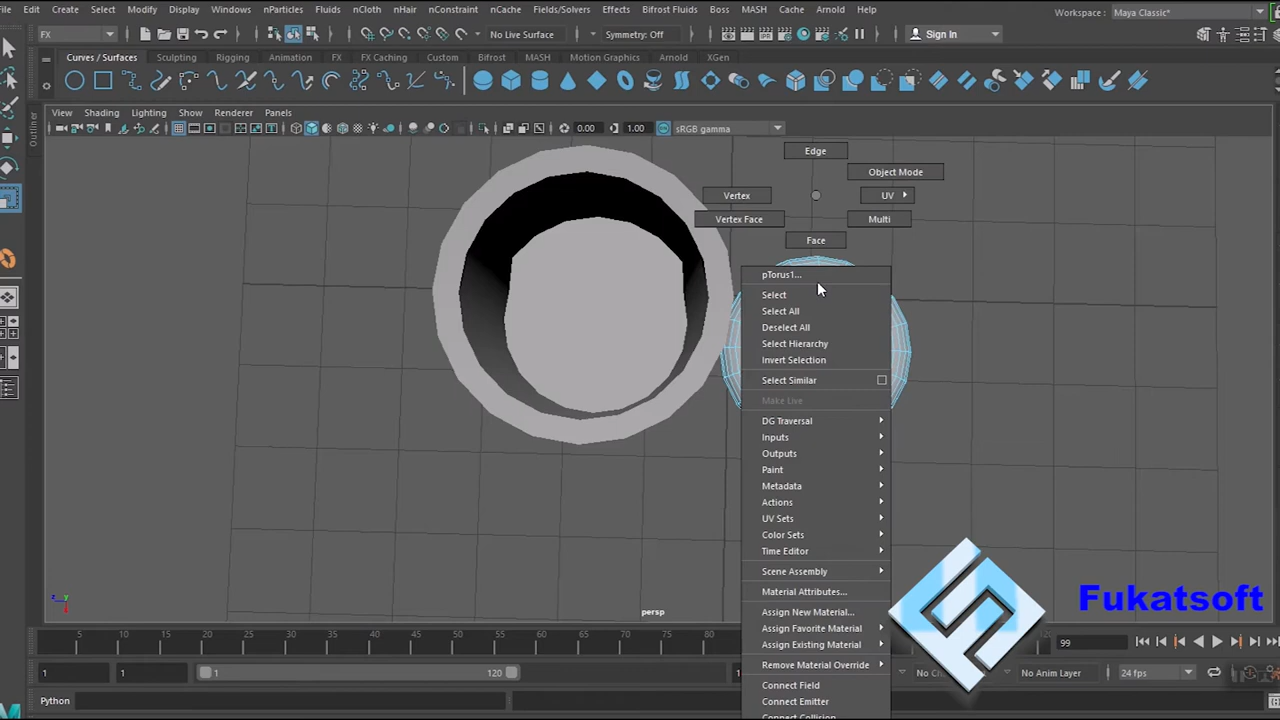 File Edit Create Select Modify Display Windows nParticles Fluids nCloth nHair nConstraint nCache Fields/Solvers Effects Bifrost Fluids Boss MASH Cache Arnold Help
Workspace : Maya Classic*
FX
No Live Surface
Symmetry: Off
Sign In
Curves / Surfaces Sculpting Rigging Animation FX FX Caching Custom Bifrost MASH Motion Graphics Arnold XGen
View Shading Lighting Show Renderer Panels
0.00 1.00 sRGB gamma
Outliner
Edge
Object Mode
Vertex
UV
Vertex Face
Multi
Face
pTorus1...
Select
Select All
Deselect All
Select Hierarchy
Invert Selection
Select Similar
Make Live
DG Traversal
Inputs
Outputs
Paint
Metadata
Actions
UV Sets
Color Sets
Time Editor
Scene Assembly
Material Attributes...
Assign New Material...
Assign Favorite Material
Assign Existing Material
Remove Material Override
Connect Field
Connect Emitter
Connect Collision
persp
Fukatsoft
5 10 15 20 25 30 35 40 45 50 55 60 65 70 75 80 120
99
1 1 1 120
No Anim Layer
24 fps
Python